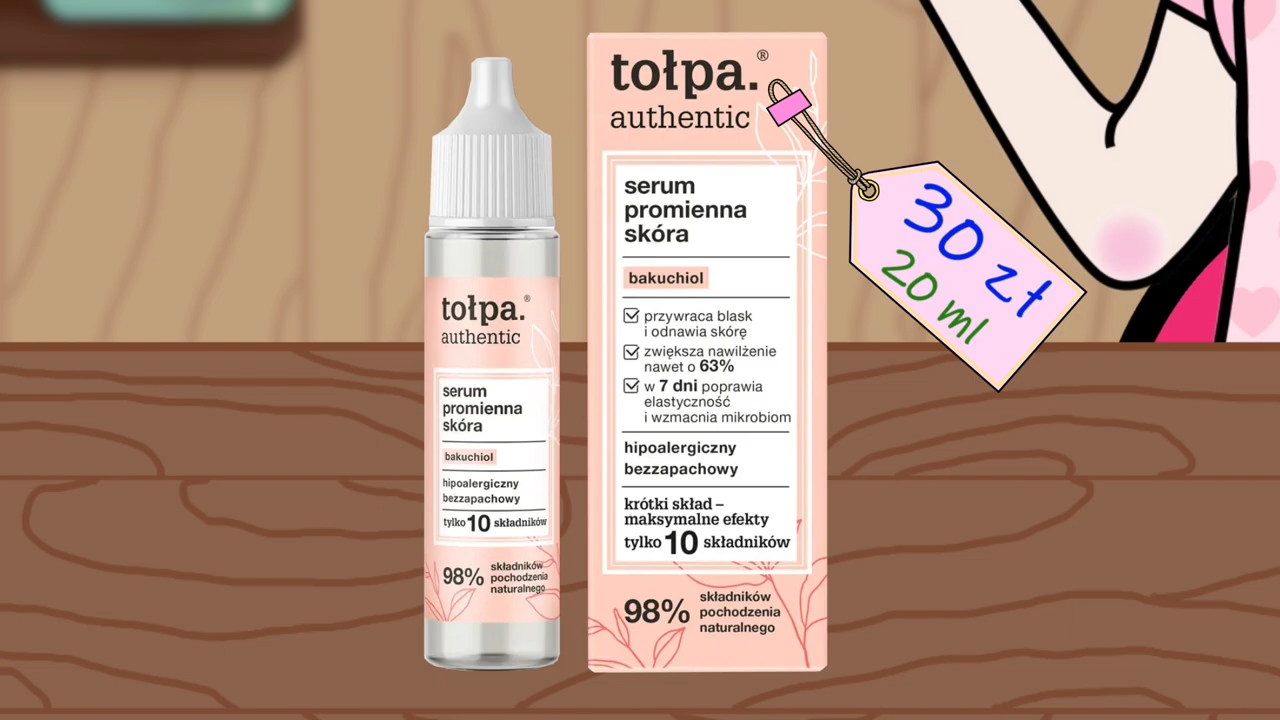 tołpa.®
authentic
serum
promienna
skóra
bakuchiol
hipoalergiczny
bezzapachowy
tylko 10 składników
98% składników
pochodzenia
naturalnego
tołpa.®
authentic
serum
promienna
skóra
bakuchiol
przywraca blask
i odnawia skórę
zwiększa nawilżenie
nawet o 63%
w 7 dni poprawia
elastyczność
i wzmacnia mikrobiom
hipoalergiczny
bezzapachowy
krótki skład –
maksymalne efekty
tylko 10 składników
98% składników
pochodzenia
naturalnego
30 zł
20 ml